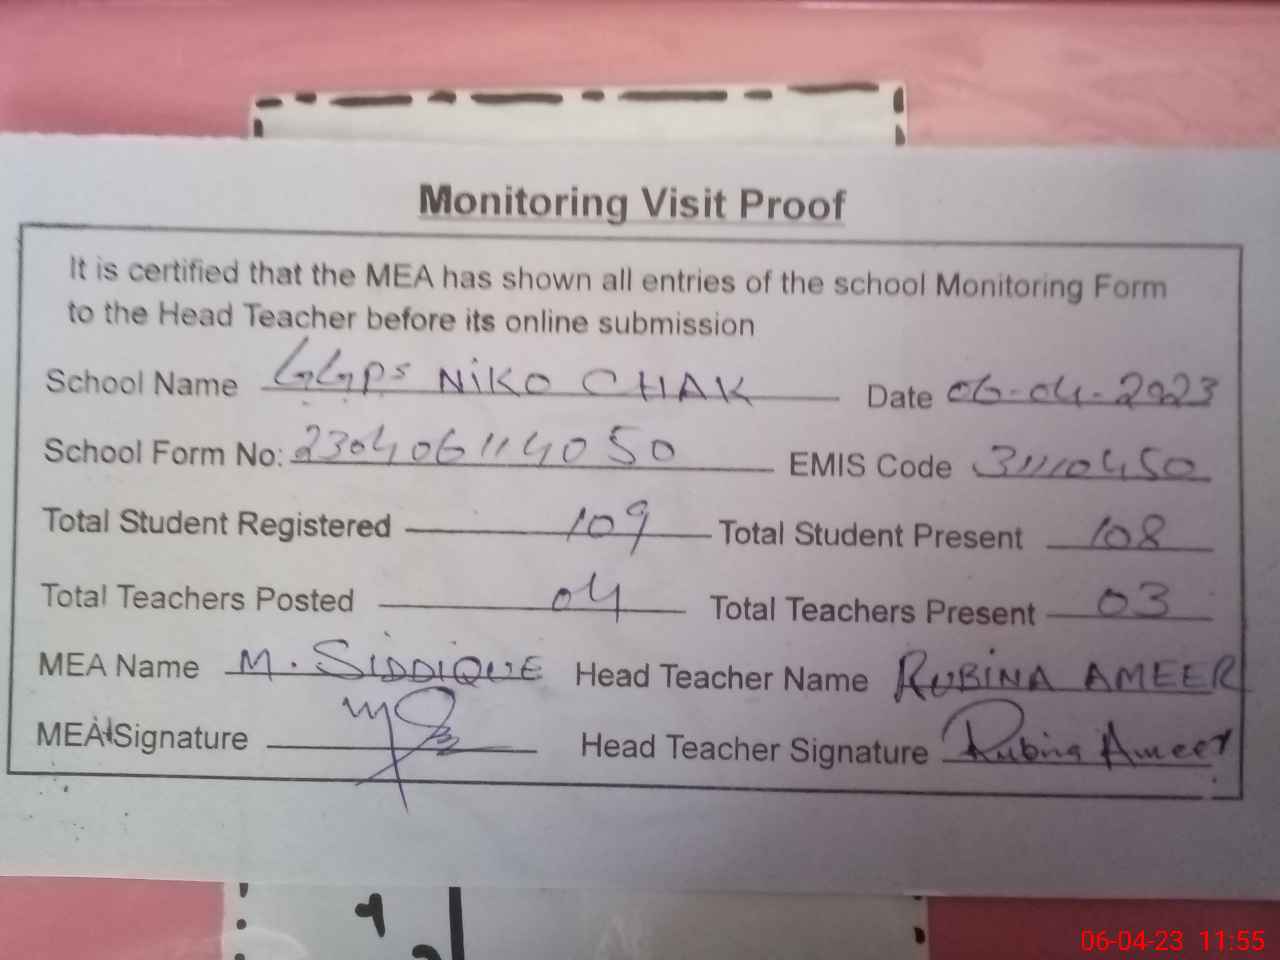 Monitoring Visit Proof
It is certified that the MEA has shown all entries of the school Monitoring Form
to the Head Teacher before its online submission
School Name GGPS NIKO CHAK Date 06-04-2023
School Form No: 230406114050 EMIS Code 31110450
Total Student Registered 109 Total Student Present 108
Total Teachers Posted 04 Total Teachers Present 03
MEA Name M. SIDDIQUE Head Teacher Name RUBINA AMEER
MEA Signature Head Teacher Signature Rubina Ameer
06-04-23 11:55